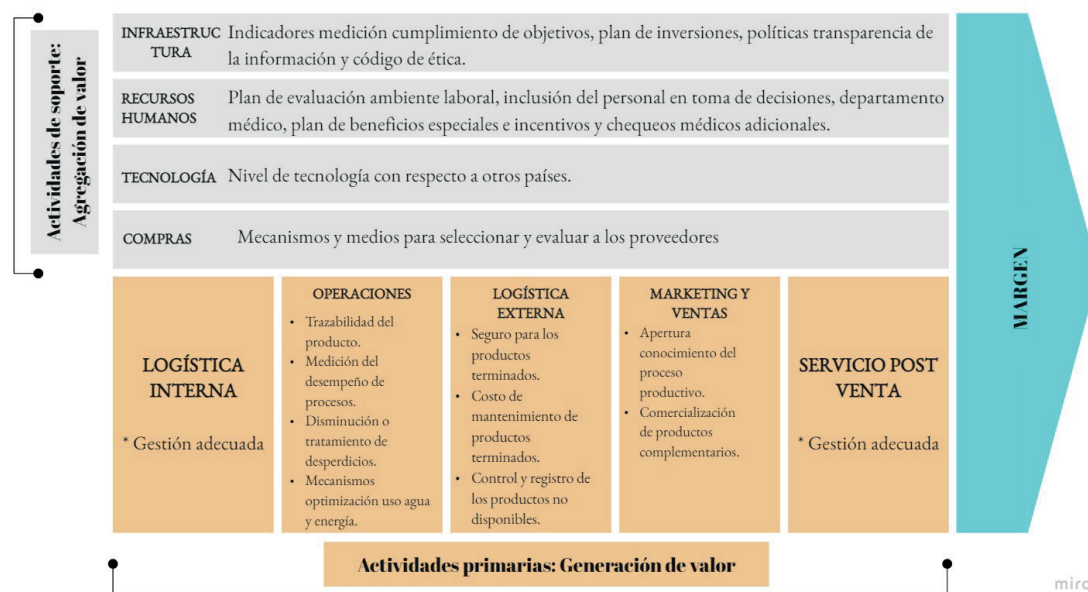 Actividades de soporte:
Agregación de valor
INFRAESTRUC
TURA
Indicadores medición cumplimiento de objetivos, plan de inversiones, políticas transparencia de
la información y código de ética.
RECURSOS
HUMANOS
Plan de evaluación ambiente laboral, inclusión del personal en toma de decisiones, departamento
médico, plan de beneficios especiales e incentivos y chequeos médicos adicionales.
TECNOLOGÍA
Nivel de tecnología con respecto a otros países.
COMPRAS
Mecanismos y medios para seleccionar y evaluar a los proveedores
LOGÍSTICA
INTERNA
* Gestión adecuada
OPERACIONES
• Trazabilidad del
producto.
• Medición del
desempeño de
procesos.
• Disminución o
tratamiento de
desperdicios.
• Mecanismos
optimización uso agua
y energía.
LOGÍSTICA
EXTERNA
• Seguro para los
productos
terminados.
• Costo de
mantenimiento de
productos
terminados.
• Control y registro de
los productos no
disponibles.
MARKETING Y
VENTAS
• Apertura
conocimiento del
proceso
productivo.
• Comercialización
de productos
complementarios.
SERVICIO POST
VENTA
* Gestión adecuada
MARGEN
Actividades primarias: Generación de valor